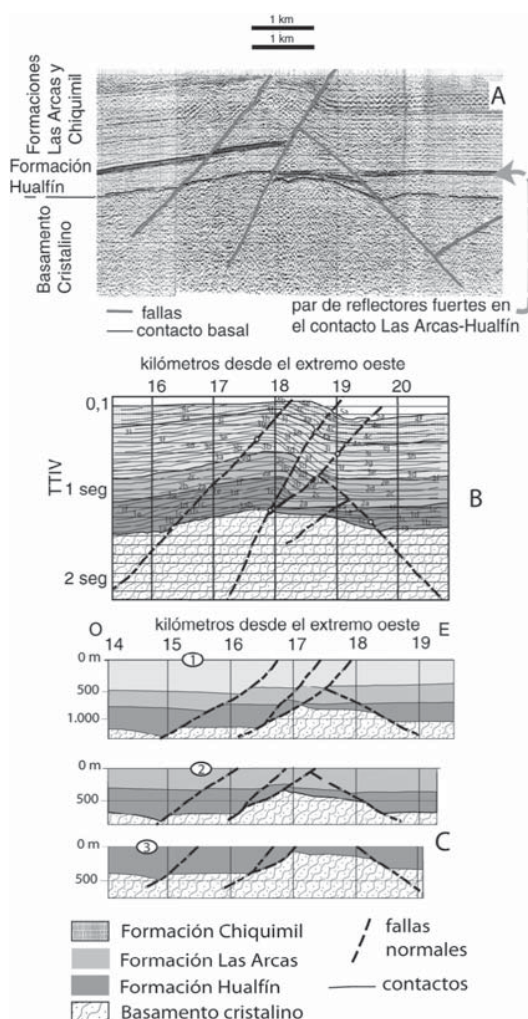 1 km
1 km
A
Formaciones
Las Arcas y
Chiquimil
Formación
Hualfín
Basamento
Cristalino
fallas
contacto basal
par de reflectores fuertes en
el contacto Las Arcas-Hualfín
kilómetros desde el extremo oeste
16 17 18 19 20
0,1
TTIV
1 seg
2 seg
B
kilómetros desde el extremo oeste
O E
14 15 16 17 18 19
0 m
500
1.000
1
0 m
500
2
0 m
500
3
C
Formación Chiquimil
Formación Las Arcas
Formación Hualfín
Basamento cristalino
fallas
normales
contactos